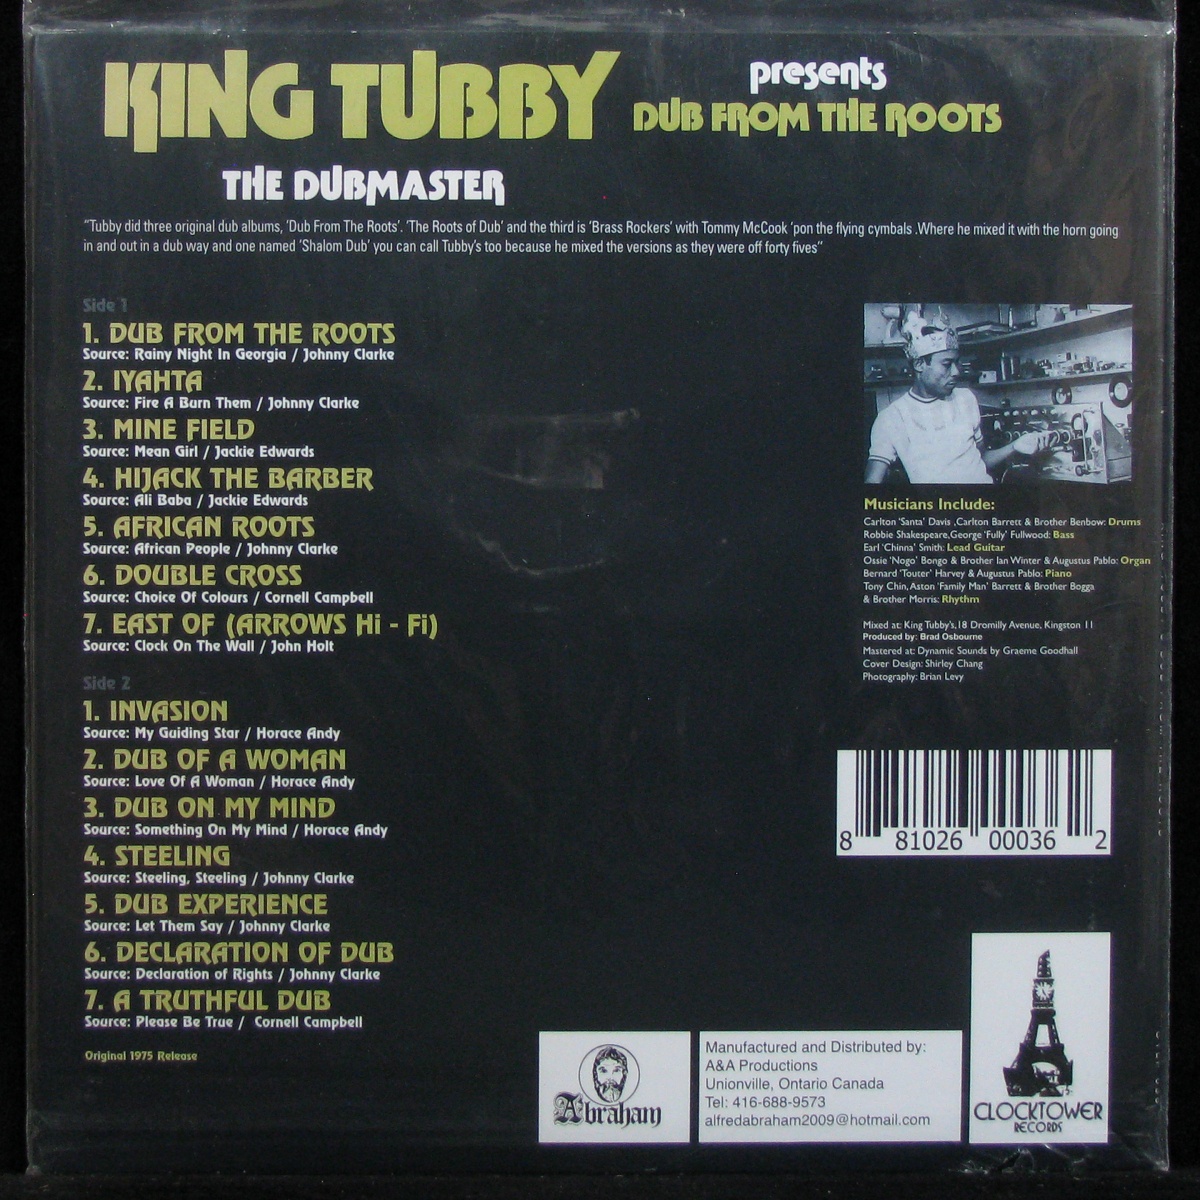 KING TUBBY
presents
DUB FROM THE ROOTS
THE DUBMASTER
"Tubby did three original dub albums, 'Dub From The Roots'. 'The Roots of Dub' and the third is 'Brass Rockers' with Tommy McCook 'pon the flying cymbals .Where he mixed it with the horn going
in and out in a dub way and one named 'Shalom Dub' you can call Tubby's too because he mixed the versions as they were off forty fives"
Side 1
1. DUB FROM THE ROOTS
Source: Rainy Night In Georgia / Johnny Clarke
2. IYAHTA
Source: Fire A Burn Them / Johnny Clarke
3. MINE FIELD
Source: Mean Girl / Jackie Edwards
4. HIJACK THE BARBER
Source: Ali Baba / Jackie Edwards
5. AFRICAN ROOTS
Source: African People / Johnny Clarke
6. DOUBLE CROSS
Source: Choice Of Colours / Cornell Campbell
7. EAST OF (ARROWS Hi - Fi)
Source: Clock On The Wall / John Holt
Side 2
1. INVASION
Source: My Guiding Star / Horace Andy
2. DUB OF A WOMAN
Source: Love Of A Woman / Horace Andy
3. DUB ON MY MIND
Source: Something On My Mind / Horace Andy
4. STEELING
Source: Steeling, Steeling / Johnny Clarke
5. DUB EXPERIENCE
Source: Let Them Say / Johnny Clarke
6. DECLARATION OF DUB
Source: Declaration of Rights / Johnny Clarke
7. A TRUTHFUL DUB
Source: Please Be True / Cornell Campbell
Original 1975 Release
Musicians Include:
Carlton 'Santa' Davis ,Carlton Barrett & Brother Benbow: Drums
Robbie Shakespeare,George 'Fully' Fullwood: Bass
Earl 'Chinna' Smith: Lead Guitar
Ossie 'Nogo' Bongo & Brother Ian Winter & Augustus Pablo: Organ
Bernard 'Touter' Harvey & Augustus Pablo: Piano
Tony Chin, Aston 'Family Man' Barrett & Brother Bogga
& Brother Morris: Rhythm
Mixed at: King Tubby's,18 Dromilly Avenue, Kingston 11
Produced by: Brad Osbourne
Mastered at: Dynamic Sounds by Graeme Goodhall
Cover Design: Shirley Chang
Photography: Brian Levy
8 81026 00036 2
Abraham
Manufactured and Distributed by:
A&A Productions
Unionville, Ontario Canada
Tel: 416-688-9573
alfredabraham2009@hotmail.com
CLOCKTOWER
RECORDS